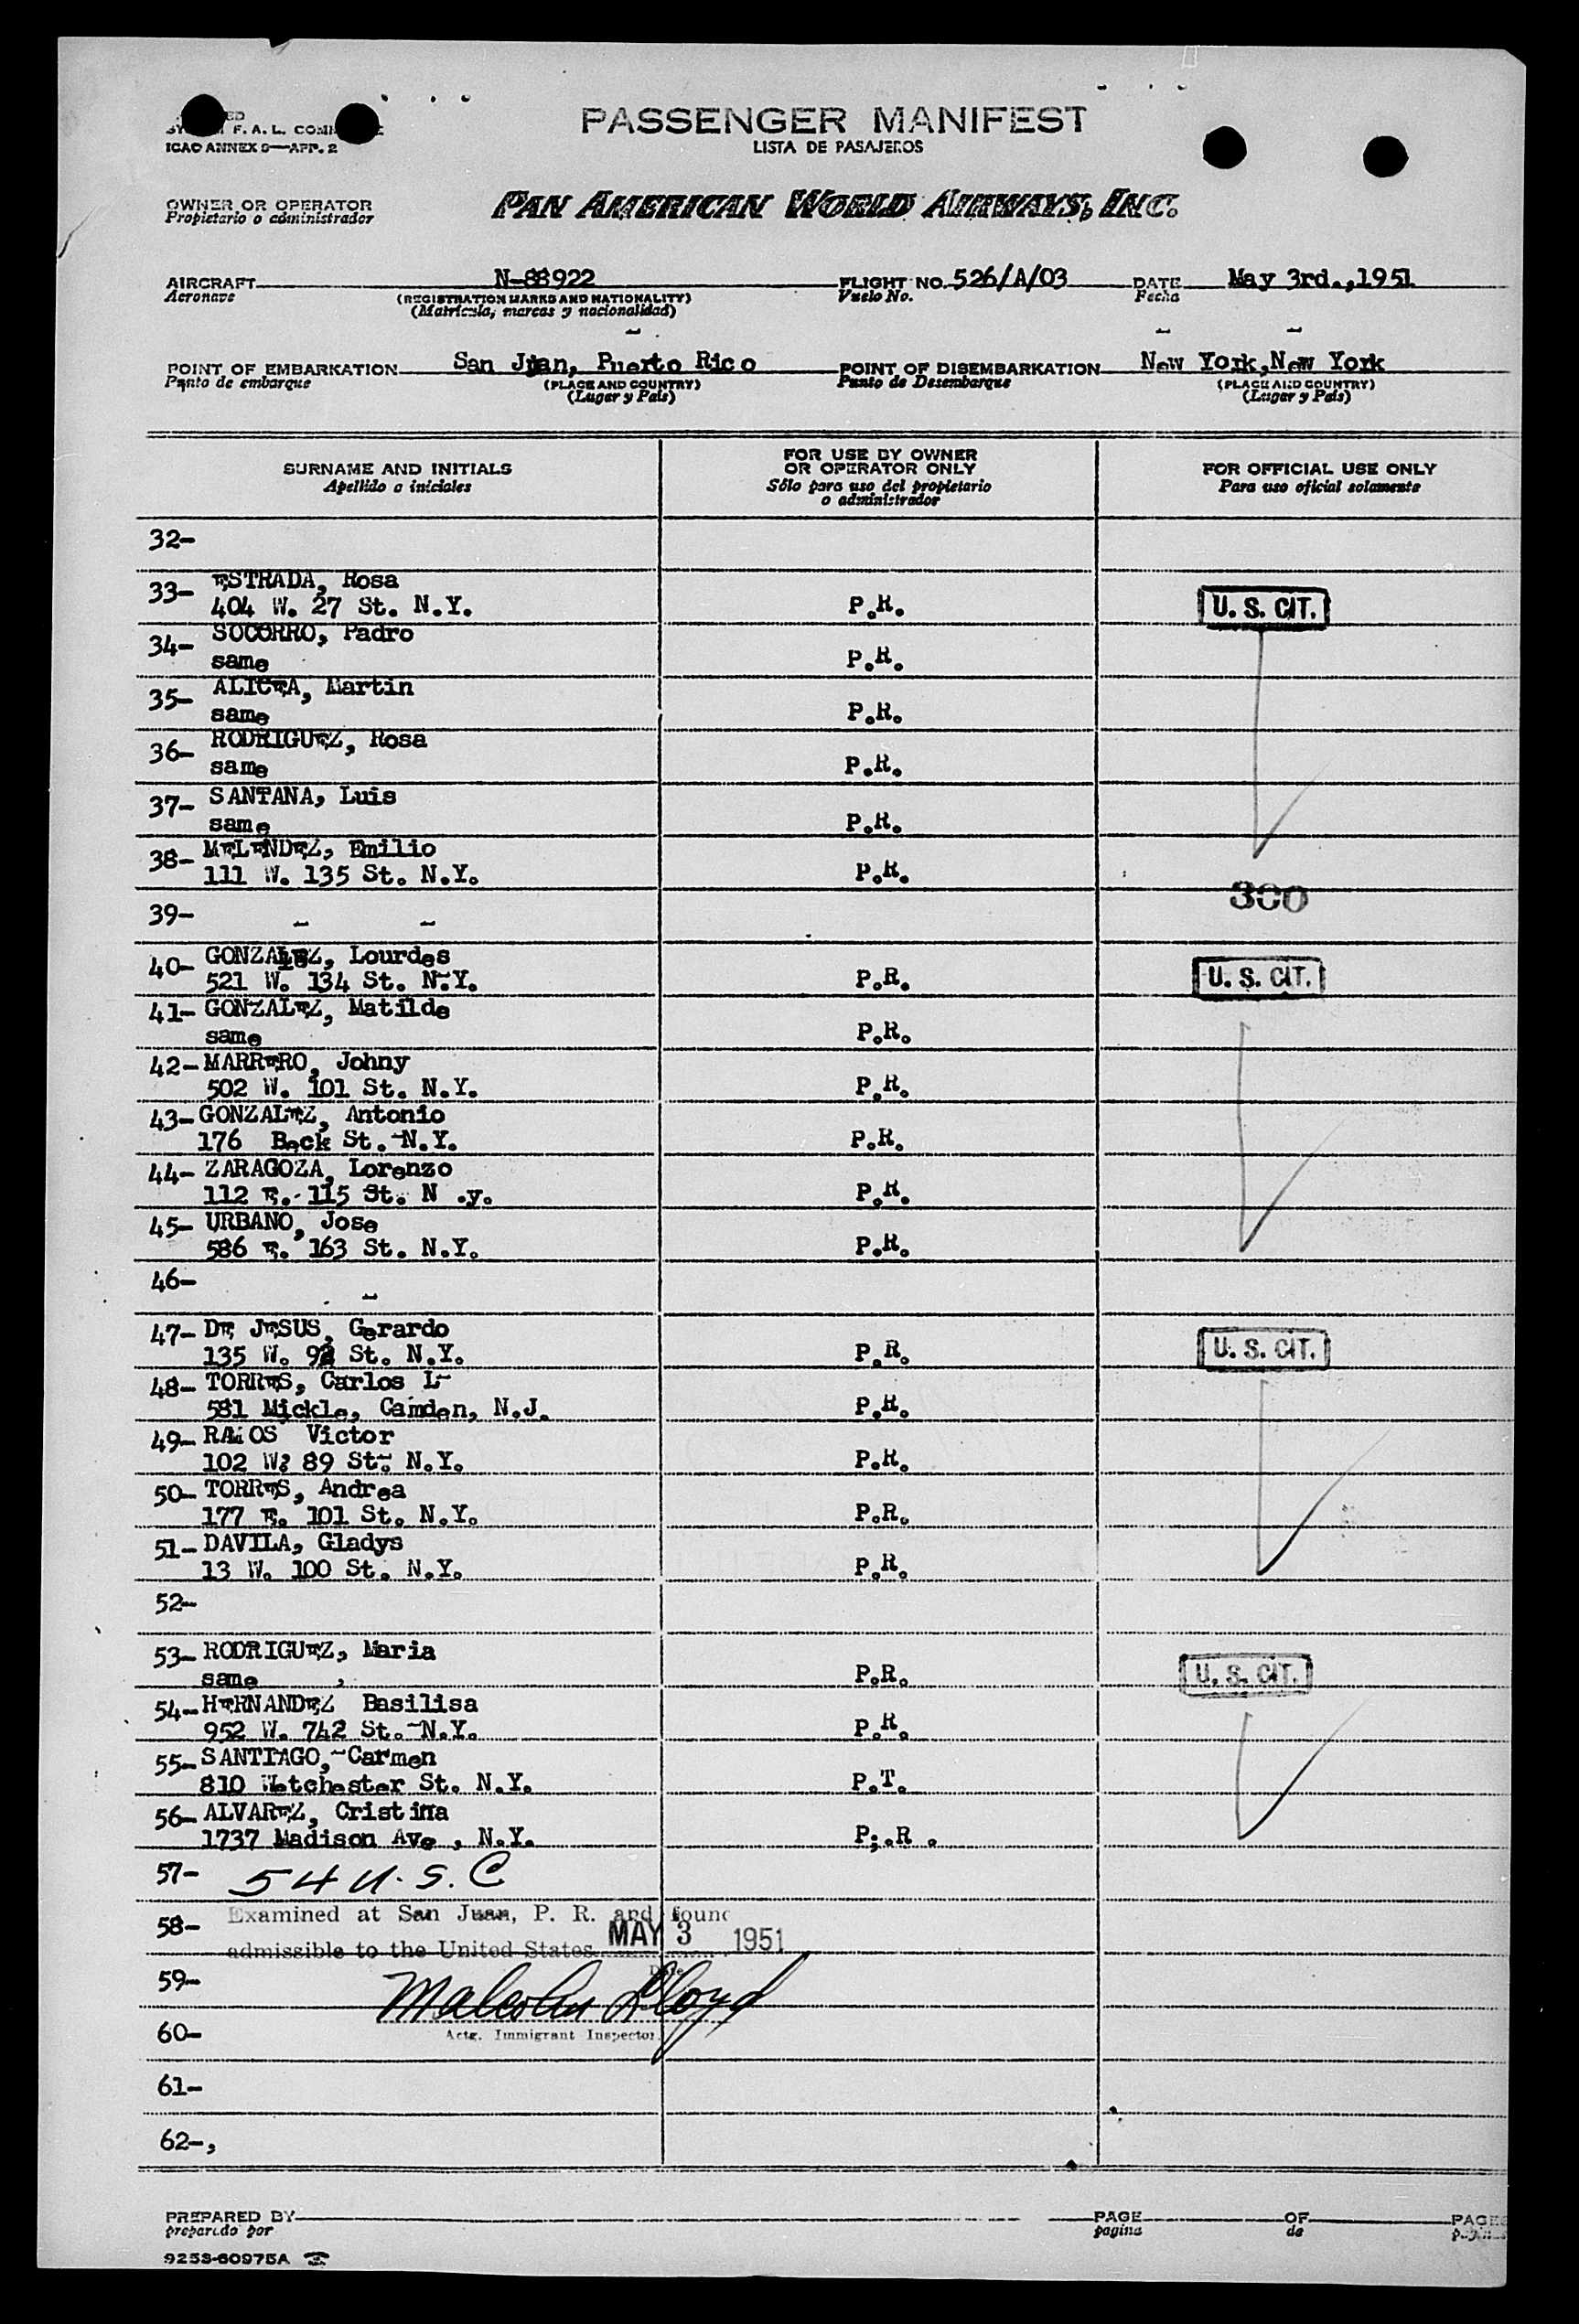 F. A. L.
ICAO ANNEX 9—APP. 2
PASSENGER MANIFEST
LISTA DE PASAJEROS
OWNER OR OPERATOR
Propietario o administrador
PAN AMERICAN WORLD AIRWAYS, INC.
AIRCRAFT N-88922 FLIGHT NO. 526/A/03 DATE May 3rd.,1951
Aeronave (REGISTRATION MARKS AND NATIONALITY) Vuelo No. Fecha
(Matricula, marcas y nacionalidad)
POINT OF EMBARKATION San Juan, Puerto Rico POINT OF DISEMBARKATION New York,New York
Punto de embarque (PLACE AND COUNTRY) Punto de Desembarque (PLACE AND COUNTRY)
(Lugar y País) (Lugar y País)
SURNAME AND INITIALS
Apellido o iniciales
FOR USE BY OWNER
OR OPERATOR ONLY
Sólo para uso del propietario
o administrador
FOR OFFICIAL USE ONLY
Para uso oficial solamente
32-
33- ESTRADA, Rosa
404 W. 27 St. N.Y. P.R. U. S. CIT.
34- SOCORRO, Padro
same P.R.
35- ALICEA, Martin
same P.R.
36- RODRIGUEZ, Rosa
same P.R.
37- SANTANA, Luis
same P.R.
38- MELENDEZ, Emilio
111 W. 135 St. N.Y. P.R.
300
39-
40- GONZALEZ, Lourdes
521 W. 134 St. N.Y. P.R. U. S. CIT.
41- GONZALEZ, Matilde
same P.R.
42- MARRERO, Johny
502 W. 101 St. N.Y. P.R.
43- GONZALEZ, Antonio
176 Beck St. N.Y. P.R.
44- ZARAGOZA, Lorenzo
112 E. 115 St. N .y. P.R.
45- URBANO, Jose
586 E. 163 St. N.Y. P.R.
46-
47- DE JESUS, Gerardo
135 W. St. N.Y. P.R. U. S. CIT.
48- TORRES, Carlos L-
581 Mickle, Camden, N.J. P.R.
49- RAMOS Victor
102 W: 89 St: N.Y. P.R.
50- TORRES, Andrea
177 E. 101 St. N.Y. P.R.
51- DAVILA, Gladys
13 W. 100 St. N.Y. P.R.
52-
53- RODRIGUEZ, Maria
same , P.R. U. S. CIT.
54- HERNANDEZ Basilisa
952 W. 742 St.-N.Y. P.R.
55- SANTIAGO,-Carmen
810 Wetchester St. N.Y. P.T.
56- ALVAREZ, Cristina
1737 Madison Ave , N.Y. P;.R .
57- 54 U.S.C
58- Examined at San Juan, P. R. and found
admissible to the United States MAY 3 1951
Date
59- Malcolm Lloyd
60- Actg. Immigrant Inspector.
61-
62-,
PREPARED BY PAGE OF PAGES
preparado por pagina de
9253-60975A